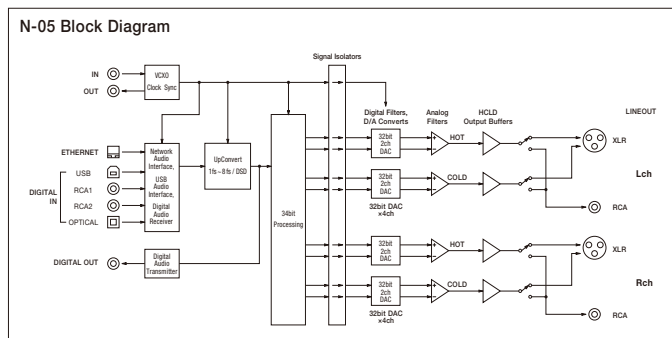 N-05 Block Diagram
Signal Isolators
IN
OUT
VCXO
Clock Sync
Digital Filters,
D/A Converts
Analog
Filters
HCLD
Output Buffers
LINEOUT
ETHERNET
DIGITAL
IN
USB
RCA1
RCA2
OPTICAL
Network
Audio
Interface,
USB
Audio
Interface,
Digital
Audio
Receiver
UpConvert
1fs ~ 8 fs / DSD
34bit
Processing
DIGITAL OUT
Digital
Audio
Transmitter
32bit
2ch
DAC
+
−
HOT
32bit
2ch
DAC
+
−
COLD
32bit DAC
×4ch
XLR
Lch
RCA
32bit
2ch
DAC
+
−
HOT
32bit
2ch
DAC
+
−
COLD
32bit DAC
×4ch
XLR
Rch
RCA